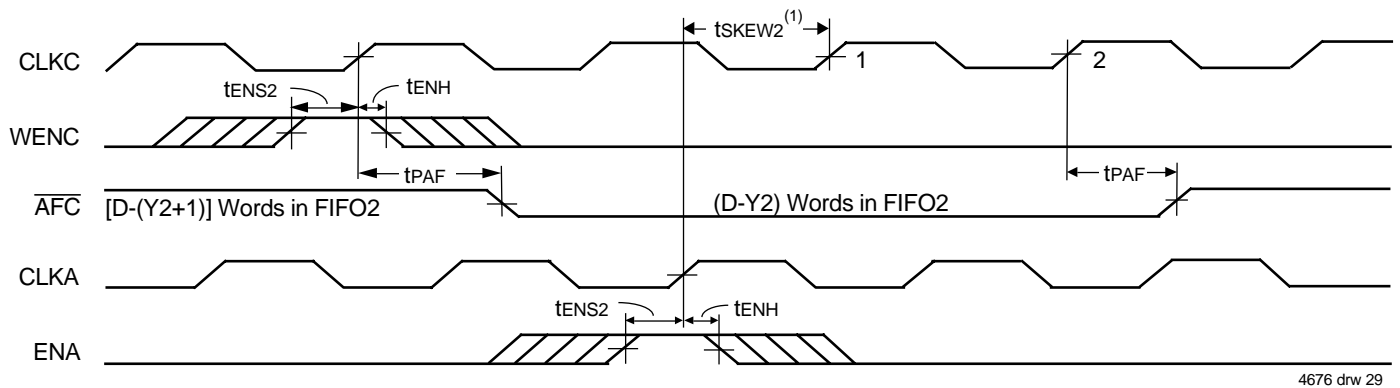 tSKEW2(1)
CLKC
1
2
tENS2
tENH
WENC
tPAF
tPAF
AFC
[D-(Y2+1)] Words in FIFO2
(D-Y2) Words in FIFO2
CLKA
tENS2
tENH
ENA
4676 drw 29